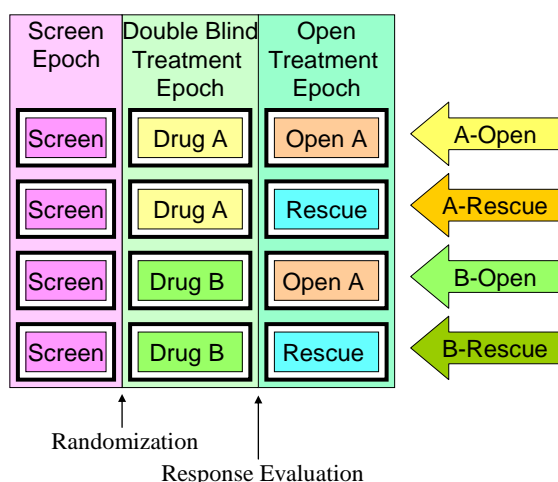 Screen
Epoch
Double Blind
Treatment
Epoch
Open
Treatment
Epoch
Screen
Drug A
Open A
A-Open
Screen
Drug A
Rescue
A-Rescue
Screen
Drug B
Open A
B-Open
Screen
Drug B
Rescue
B-Rescue
Randomization
Response Evaluation